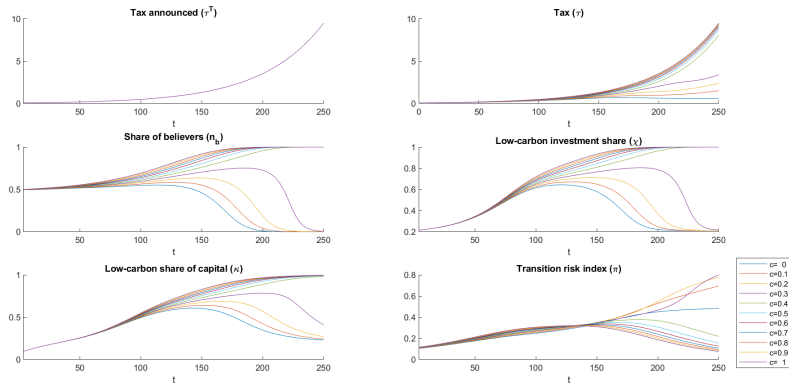 Tax announced (τ^T)
10
5
0
50 100 150 200 250
t
Tax (τ)
10
5
0
0 50 100 150 200 250
t
Share of believers (n_b)
1
0.5
0
50 100 150 200 250
t
Low-carbon investment share (χ)
1
0.8
0.6
0.4
0.2
50 100 150 200 250
t
Low-carbon share of capital (κ)
1
0.5
0
50 100 150 200 250
t
Transition risk index (π)
0.8
0.6
0.4
0.2
0
50 100 150 200 250
t
c= 0
c=0.1
c=0.2
c=0.3
c=0.4
c=0.5
c=0.6
c=0.7
c=0.8
c=0.9
c= 1